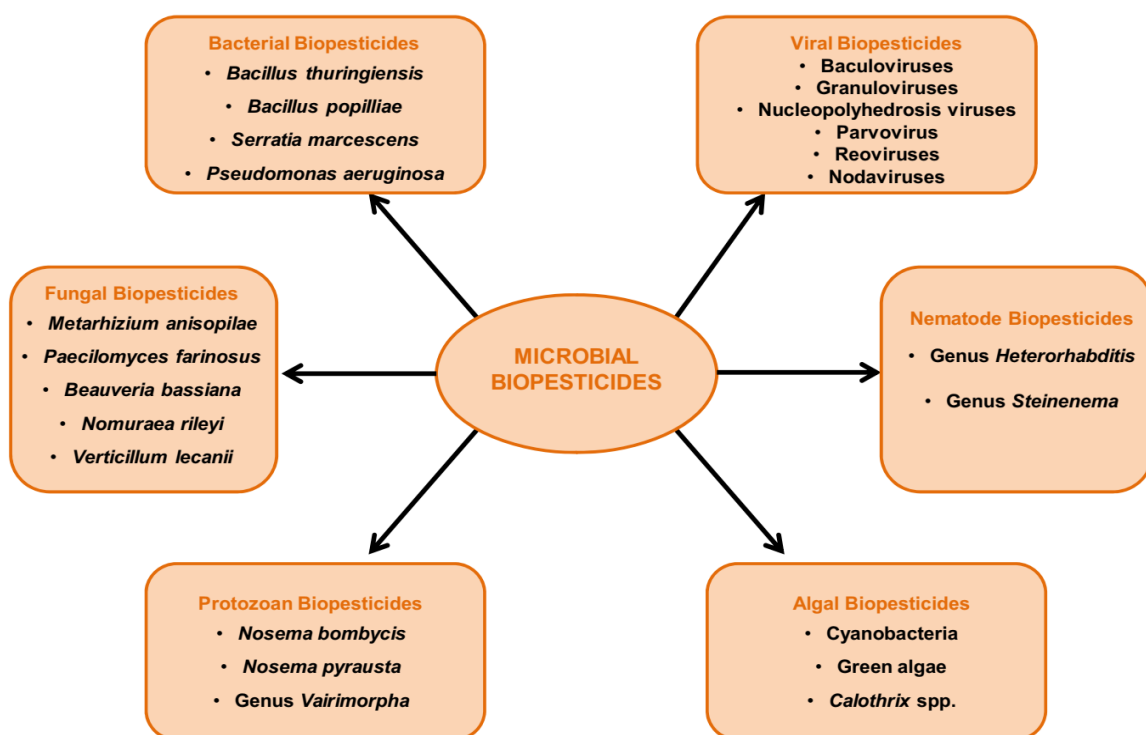 Bacterial Biopesticides
• Bacillus thuringiensis
• Bacillus popilliae
• Serratia marcescens
• Pseudomonas aeruginosa
Viral Biopesticides
• Baculoviruses
• Granuloviruses
• Nucleopolyhedrosis viruses
• Parvovirus
• Reoviruses
• Nodaviruses
Fungal Biopesticides
• Metarhizium anisopilae
• Paecilomyces farinosus
• Beauveria bassiana
• Nomuraea rileyi
• Verticillum lecanii
MICROBIAL
BIOPESTICIDES
Nematode Biopesticides
• Genus Heterorhabditis
• Genus Steinenema
Protozoan Biopesticides
• Nosema bombycis
• Nosema pyrausta
• Genus Vairimorpha
Algal Biopesticides
• Cyanobacteria
• Green algae
• Calothrix spp.